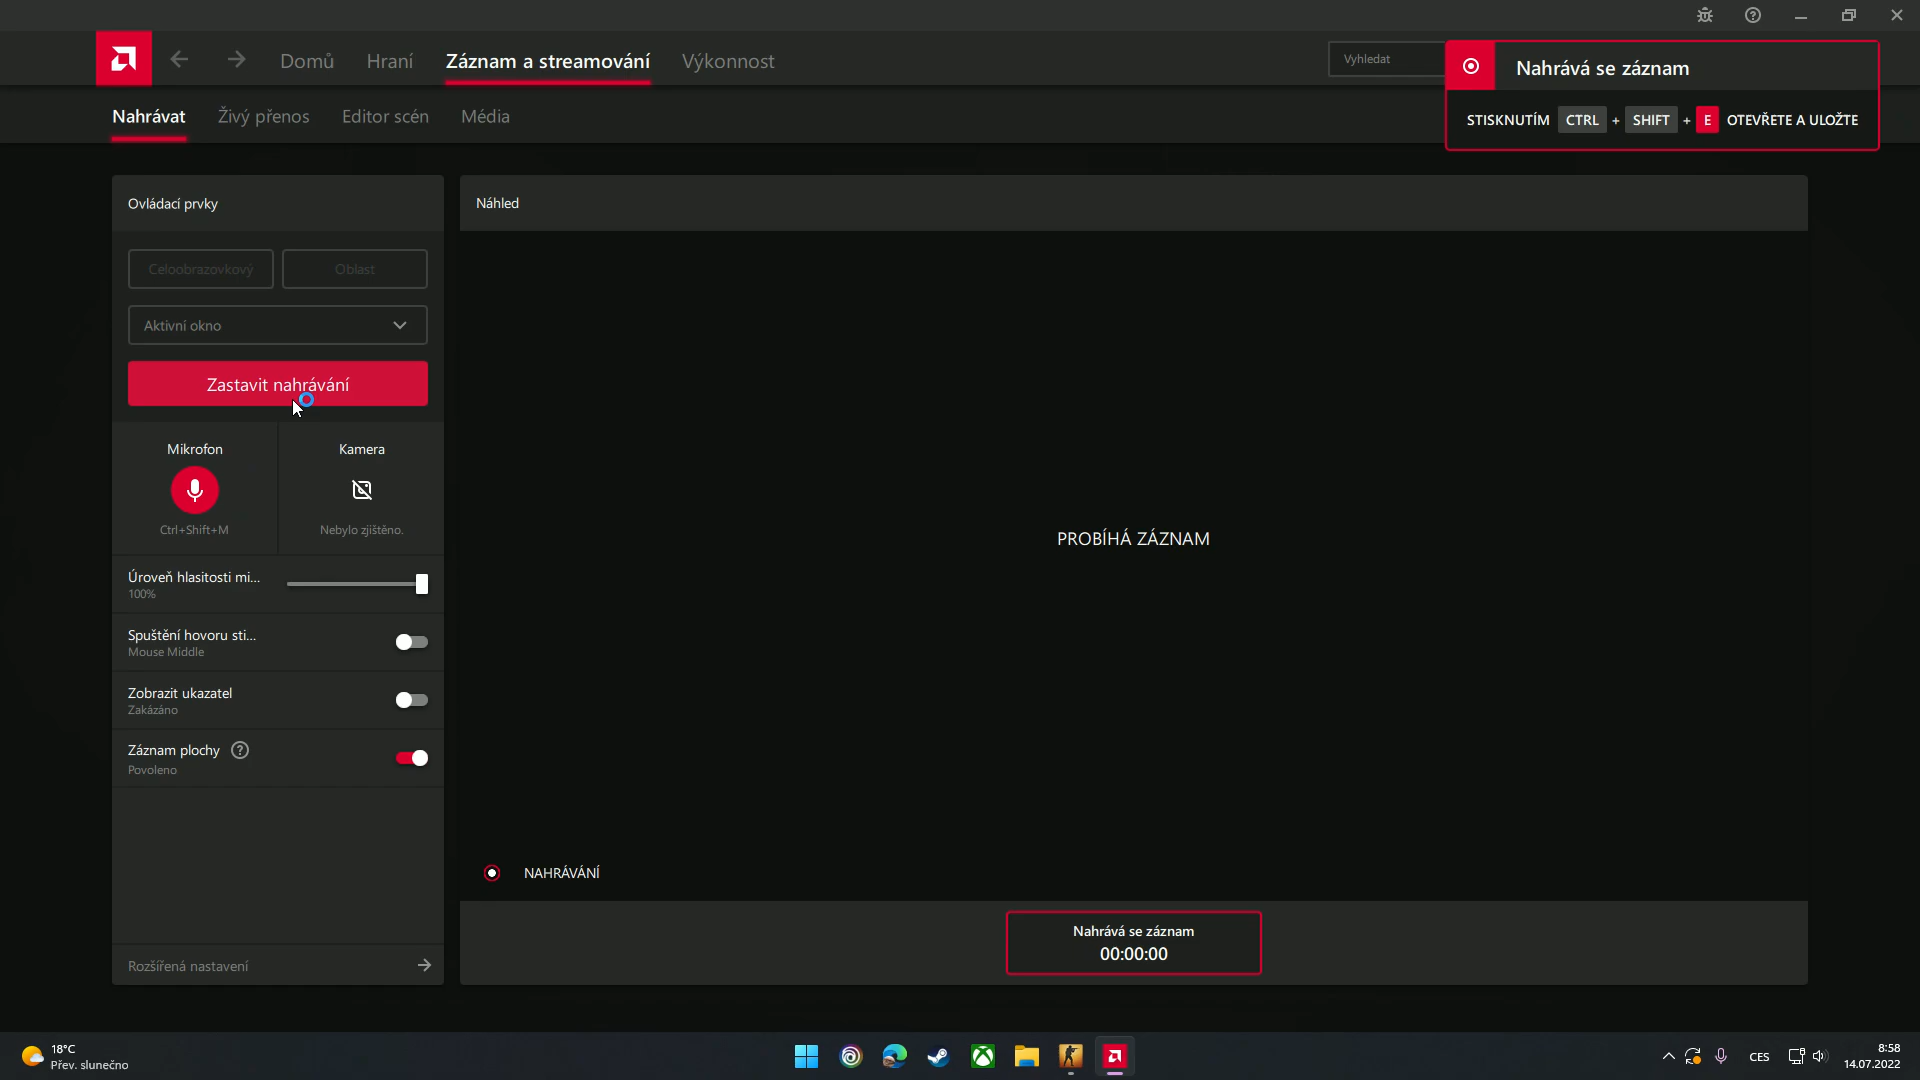 Domů
Hraní
Záznam a streamování
Výkonnost
Vyhledat
Nahrává se záznam
STISKNUTÍM CTRL + SHIFT + E OTEVŘETE A ULOŽTE
Nahrávat
Živý přenos
Editor scén
Média
Ovládací prvky
Celoobrazovkový
Oblast
Aktivní okno
Zastavit nahrávání
Mikrofon
Ctrl+Shift+M
Kamera
Nebylo zjištěno.
Úroveň hlasitosti mi...
100%
Spuštění hovoru sti...
Mouse Middle
Zobrazit ukazatel
Zakázáno
Záznam plochy
Povoleno
Rozšířená nastavení
Náhled
PROBÍHÁ ZÁZNAM
NAHRÁVÁNÍ
Nahrává se záznam
00:00:00
18°C
Přev. slunečno
CES
8:58
14.07.2022